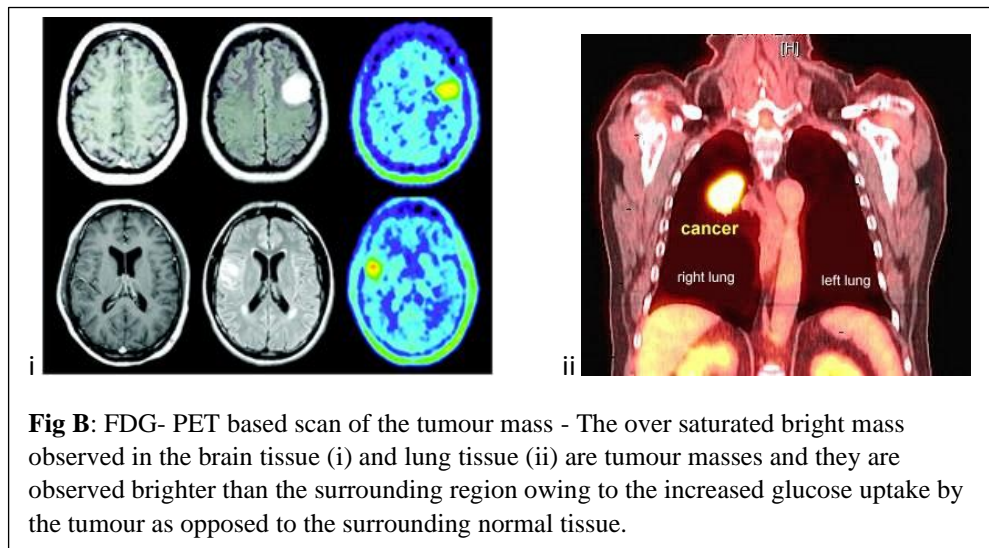 [H]
cancer
right lung
left lung
i
ii
Fig B: FDG- PET based scan of the tumour mass - The over saturated bright mass
observed in the brain tissue (i) and lung tissue (ii) are tumour masses and they are
observed brighter than the surrounding region owing to the increased glucose uptake by
the tumour as opposed to the surrounding normal tissue.